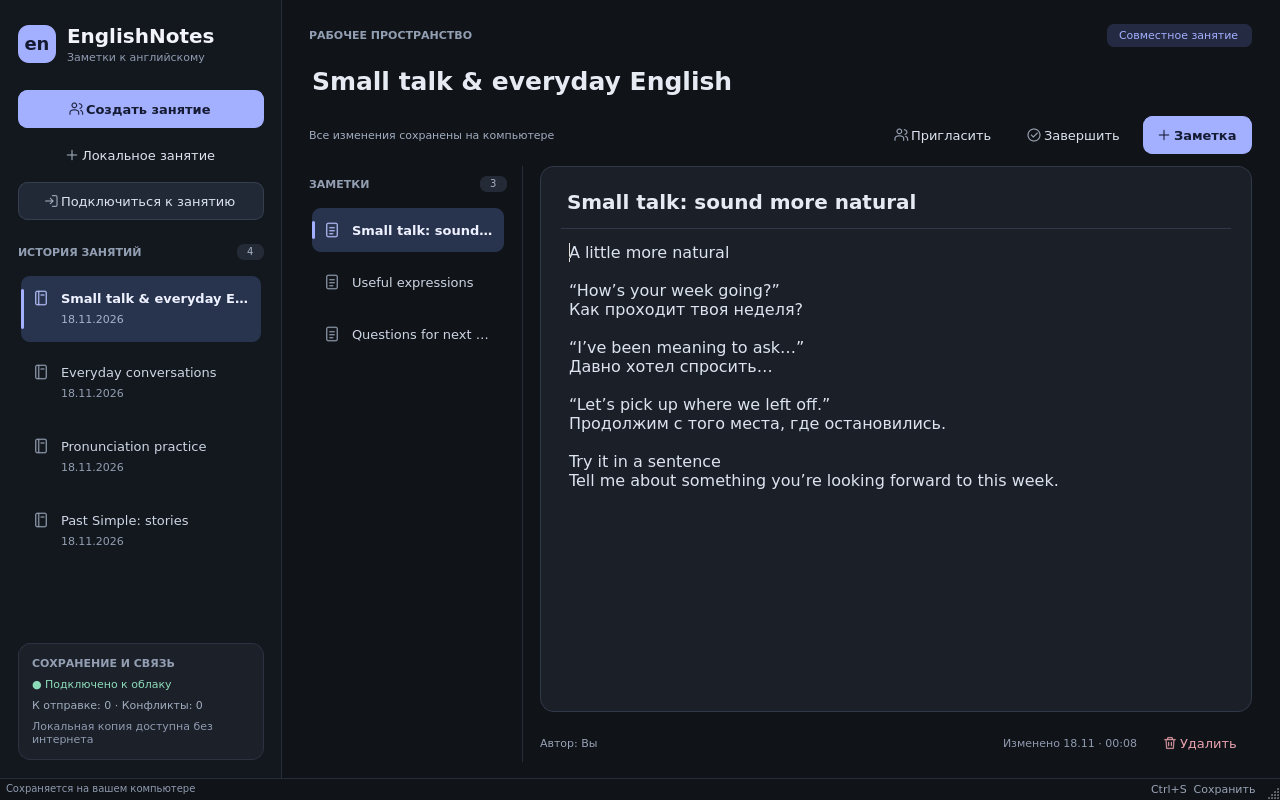 en
EnglishNotes
Заметки к английскому
Создать занятие
Локальное занятие
Подключиться к занятию
ИСТОРИЯ ЗАНЯТИЙ 4
Small talk & everyday E…
18.11.2026
Everyday conversations
18.11.2026
Pronunciation practice
18.11.2026
Past Simple: stories
18.11.2026
СОХРАНЕНИЕ И СВЯЗЬ
● Подключено к облаку
К отправке: 0 · Конфликты: 0
Локальная копия доступна без
интернета
РАБОЧЕЕ ПРОСТРАНСТВО
Совместное занятие
Small talk & everyday English
Все изменения сохранены на компьютере
Пригласить
Завершить
Заметка
ЗАМЕТКИ 3
Small talk: sound…
Useful expressions
Questions for next …
Small talk: sound more natural
A little more natural
“How’s your week going?”
Как проходит твоя неделя?
“I’ve been meaning to ask…”
Давно хотел спросить…
“Let’s pick up where we left off.”
Продолжим с того места, где остановились.
Try it in a sentence
Tell me about something you’re looking forward to this week.
Автор: Вы
Изменено 18.11 · 00:08
Удалить
Сохраняется на вашем компьютере
Ctrl+S Сохранить